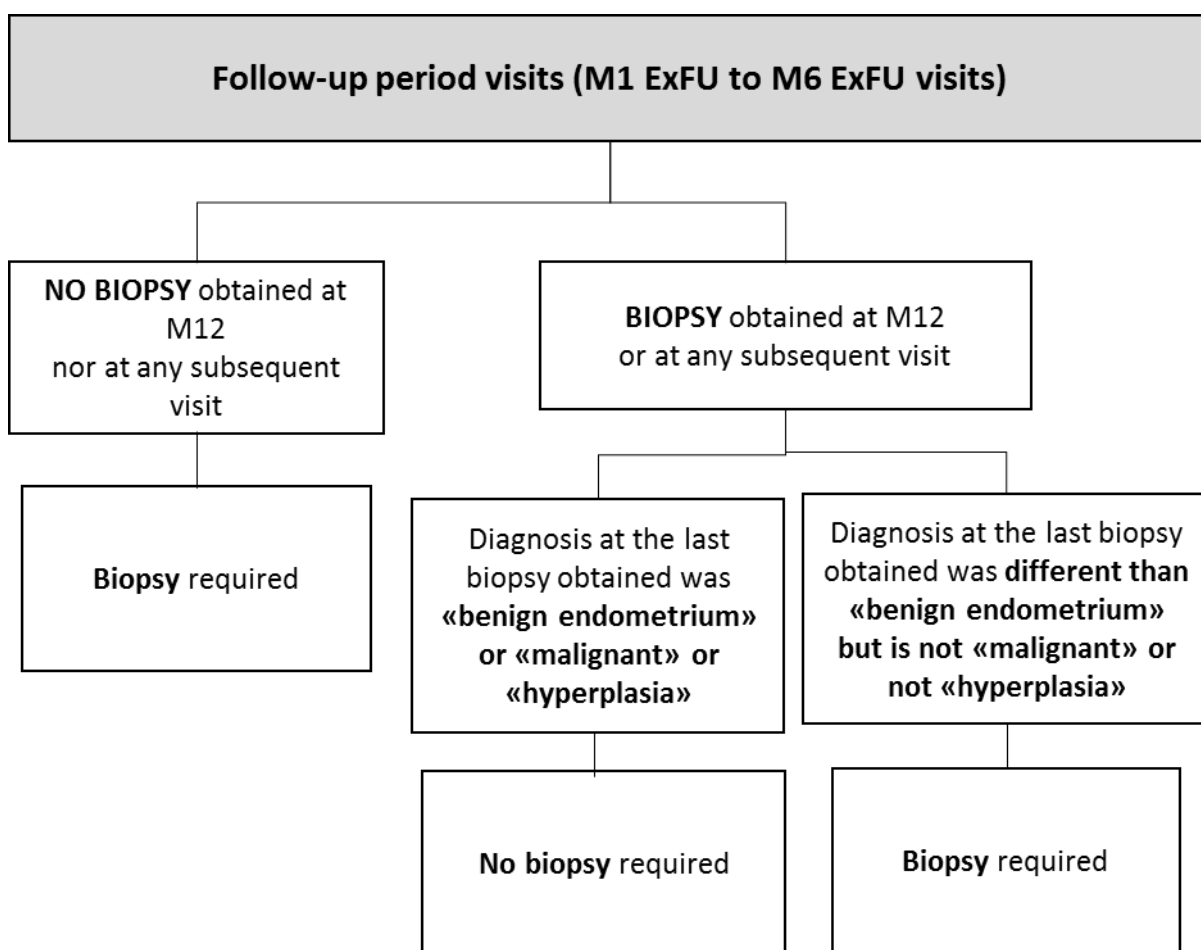 Follow-up period visits (M1 ExFU to M6 ExFU visits)
NO BIOPSY obtained at
M12
nor at any subsequent
visit
BIOPSY obtained at M12
or at any subsequent visit
Biopsy required
Diagnosis at the last
biopsy obtained was
«benign endometrium»
or «malignant» or
«hyperplasia»
Diagnosis at the last biopsy
obtained was different than
«benign endometrium»
but is not «malignant» or
not «hyperplasia»
No biopsy required
Biopsy required